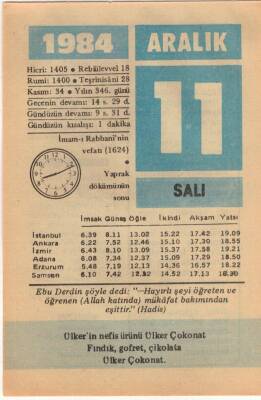 1984 ARALIK
Hicri: 1405 • Rebiülevvel 18
Rumi: 1400 • Teşrinisâni 28
Kasım: 34 • Yılın 346. günü
Gecenin devamı: 14 s. 29 d.
Gündüzün devamı: 9 s. 31 d.
Gündüzün kısalışı: 1 dakika
11
SALI
İmam-ı Rabbanî'nin
vefatı (1624)
•
Yaprak
dökümünün
sonu
İmsak Güneş Öğle İkindi Akşam Yatsı
İstanbul 6.39 8.11 13.02 15.22 17.42 19.09
Ankara 6.22 7.52 12.46 15.10 17.30 18.55
İzmir 6.43 8.10 13.09 15.37 17.58 19.21
Adana 6.08 7.34 12.37 15.09 17.29 18.50
Erzurum 5.48 7.19 12.13 14.36 16.57 18.22
Samsun 6.10 7.42 12.32 14.52 17.13 18.30
Ebu Derdin şöyle dedi: "—Hayırlı şeyi öğreten ve
öğrenen (Allah katında) mükâfat bakımından
eşittir." (Hadis)
Ülker'in nefis ürünü Ülker Çokonat
Fındık, gofret, çikolata
Ülker Çokonat.